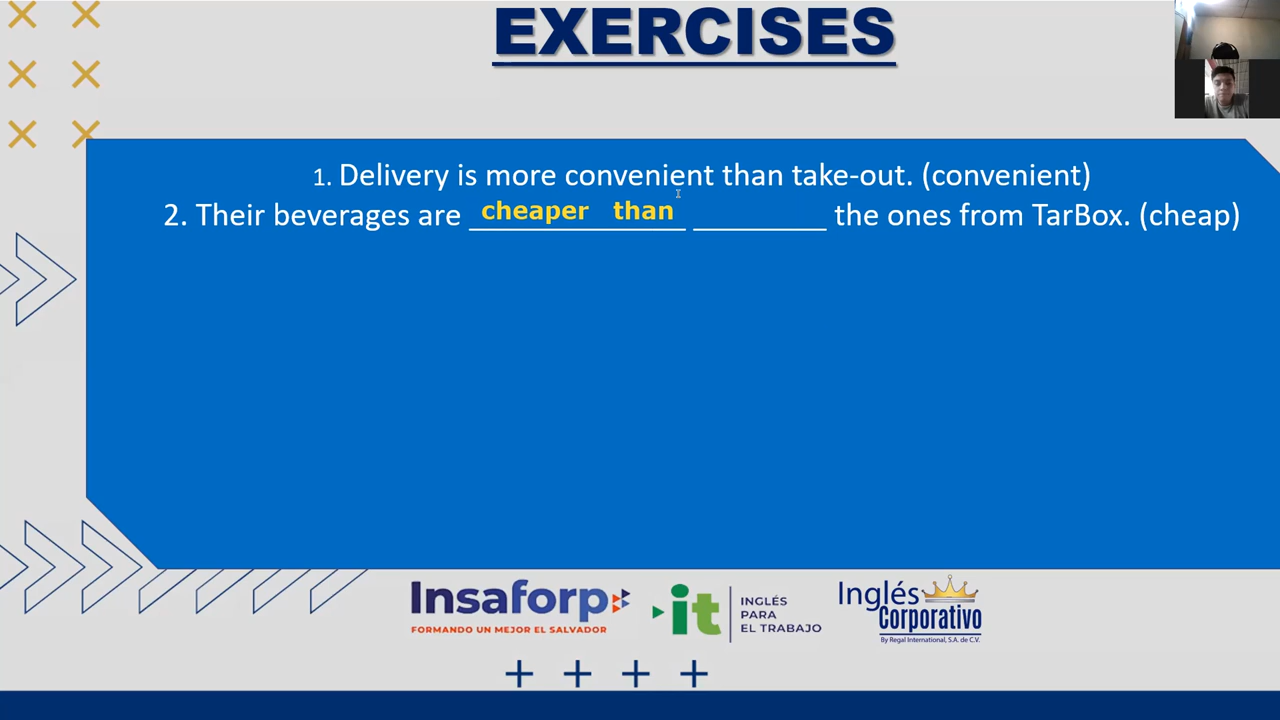 EXERCISES
1. Delivery is more convenient than take-out. (convenient)
2. Their beverages are cheaper than ________ the ones from TarBox. (cheap)
Insaforp
FORMANDO UN MEJOR EL SALVADOR
it
INGLÉS
PARA
EL TRABAJO
Inglés
Corporativo
By Regal International, S.A. de C.V.